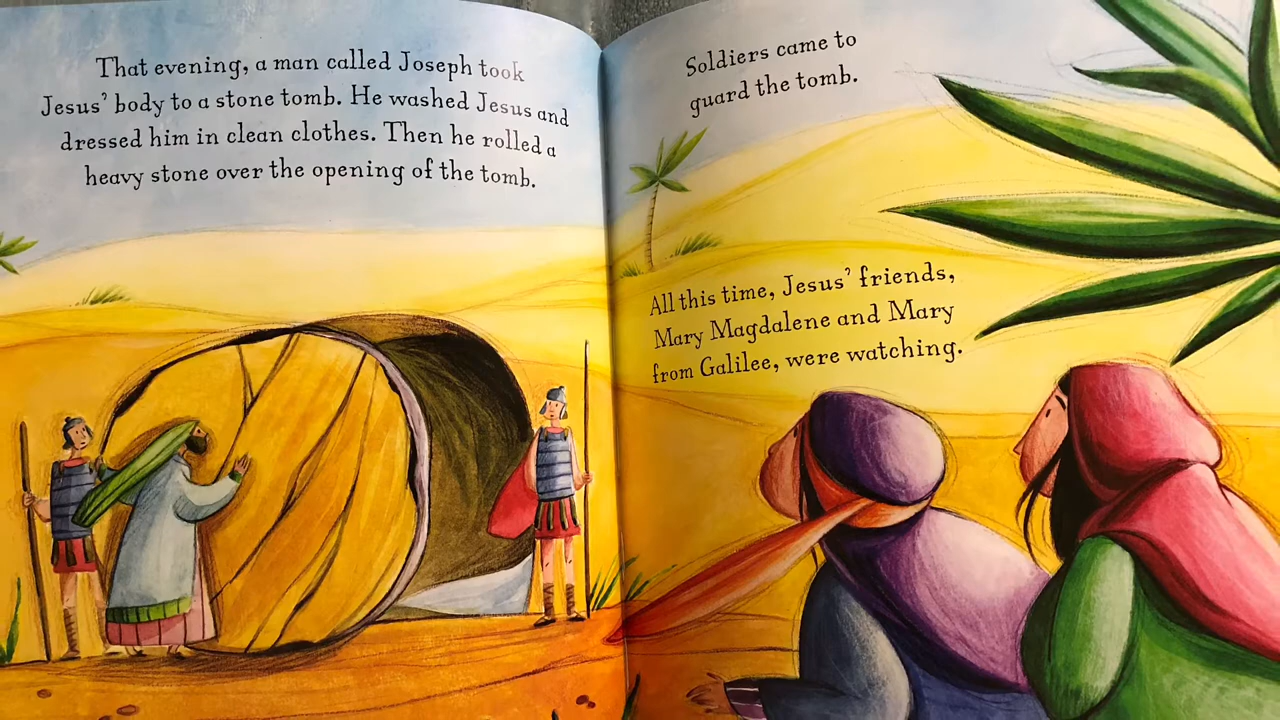 That evening, a man called Joseph took
Jesus’ body to a stone tomb. He washed Jesus and
dressed him in clean clothes. Then he rolled a
heavy stone over the opening of the tomb.
Soldiers came to
guard the tomb.
All this time, Jesus’ friends,
Mary Magdalene and Mary
from Galilee, were watching.